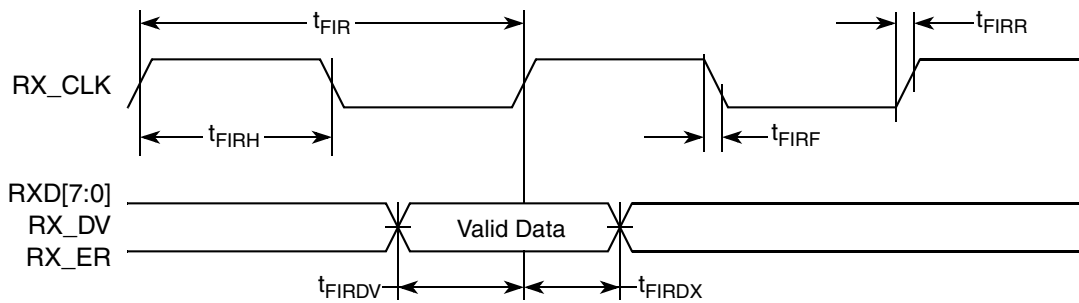 tFIR
tFIRR
RX_CLK
tFIRH
tFIRF
RXD[7:0]
RX_DV
Valid Data
RX_ER
tFIRDV
tFIRDX